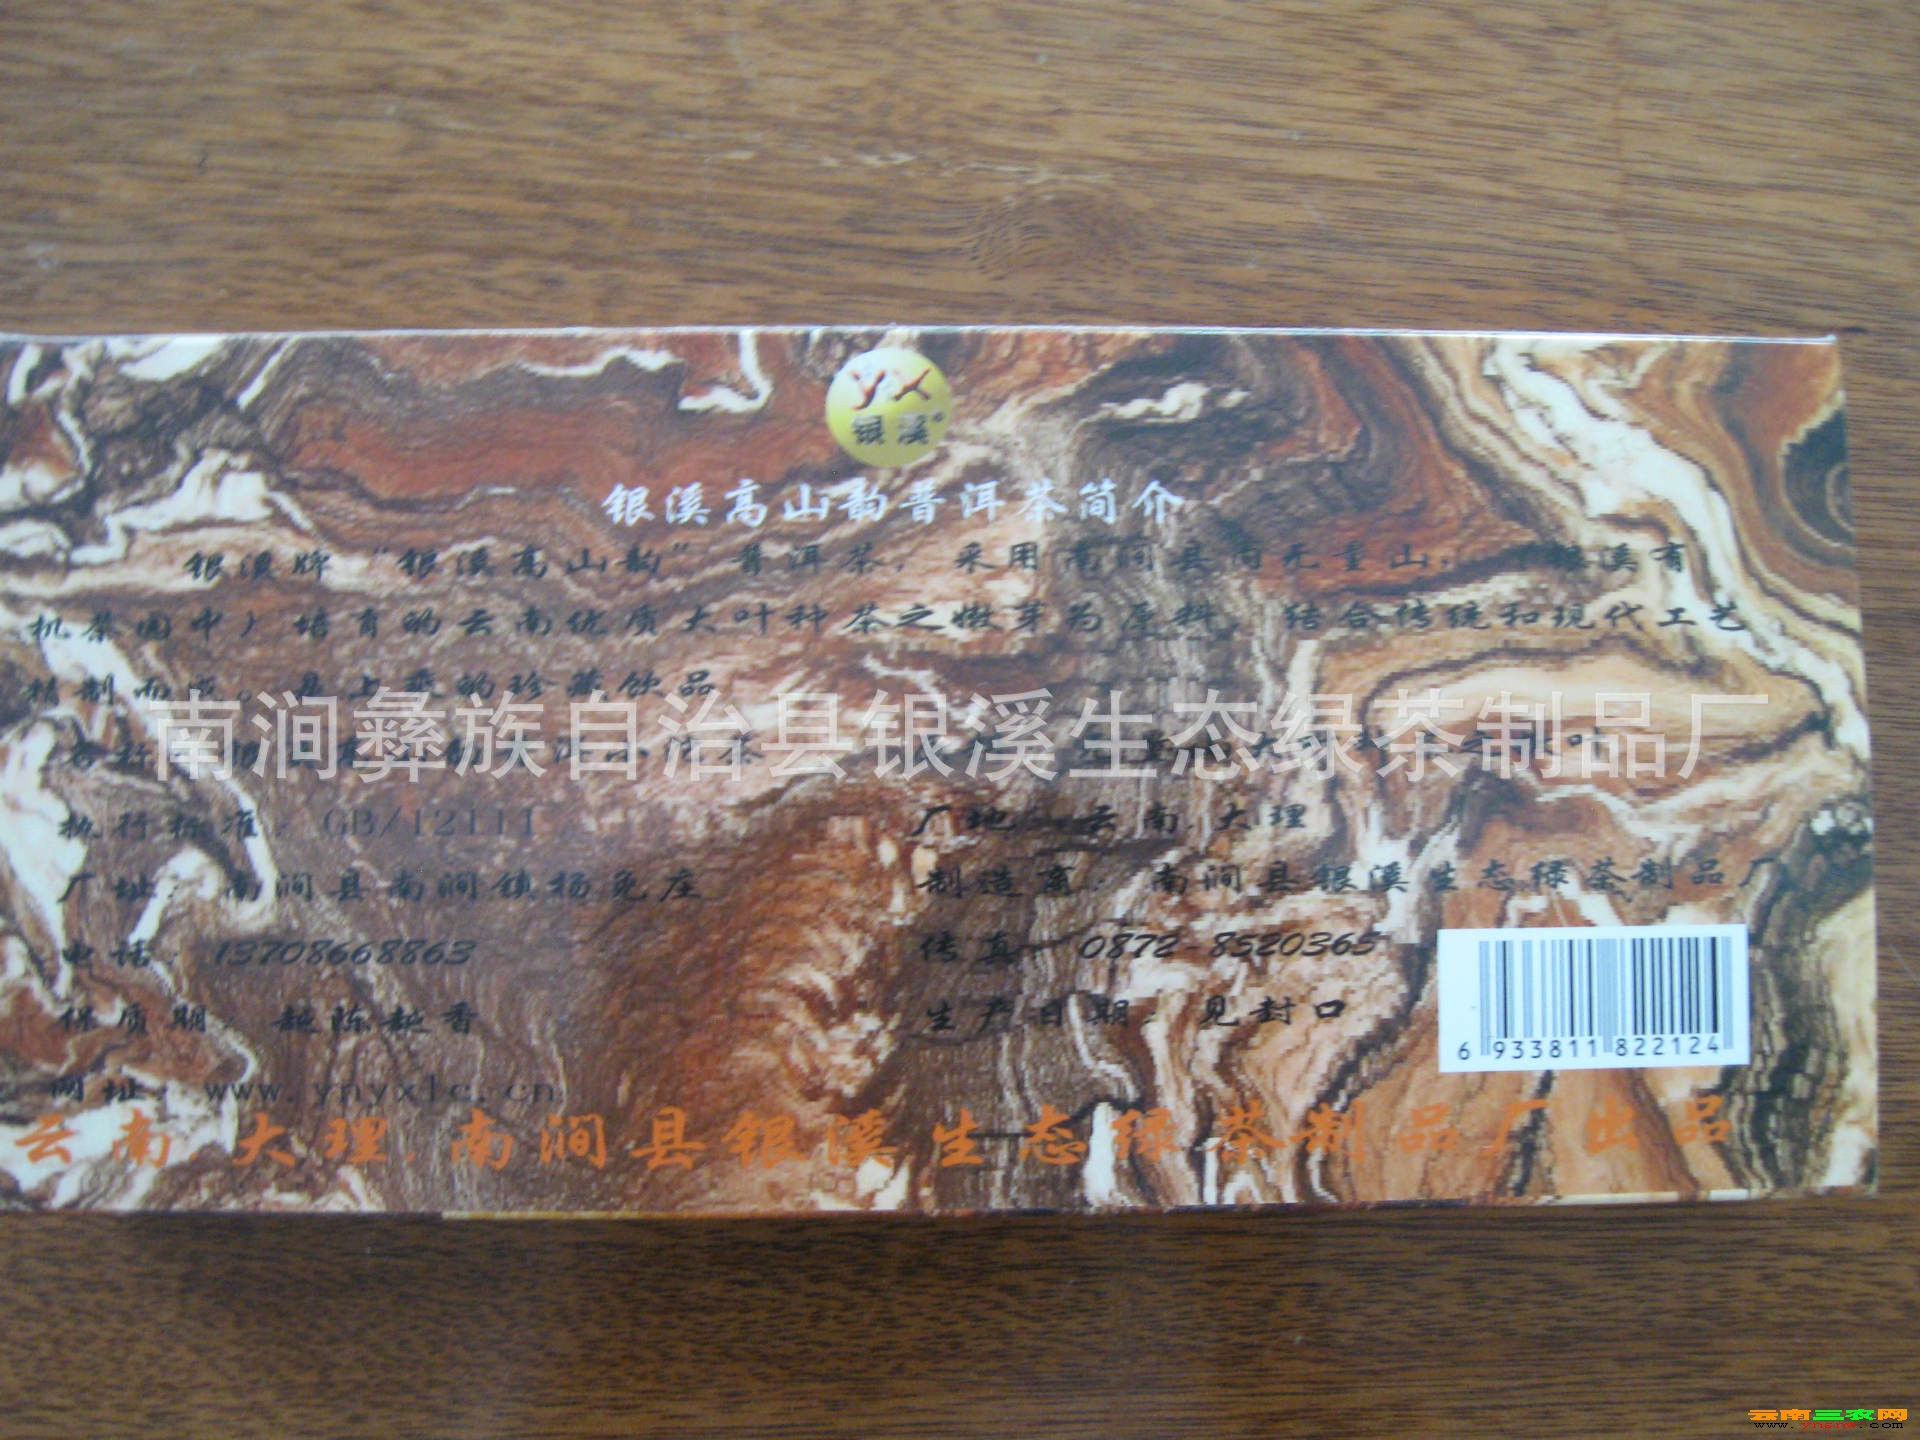 YX
银溪®
银溪高山韵普洱茶简介
银溪牌“银溪高山韵”普洱茶，采用南涧县南无量山，银溪有
机茶园中培育的云南优质大叶种茶之嫩芽为原料，结合传统和现代工艺
精制而成。是上乘的珍藏饮品
南涧彝族自治县银溪生态绿茶制品厂
执行标准：GB/12111 厂地：云南.大理
厂址：南涧县南涧镇杨免庄 制造商：南涧县银溪生态绿茶制品厂
电话：13708668863 传真：0872-8520365
保质期：越陈越香 生产日期：见封口
6 933811 822124
网址：www.ynyxlc.cn
云南.大理.南涧县银溪生态绿茶制品厂出品
云南三农网